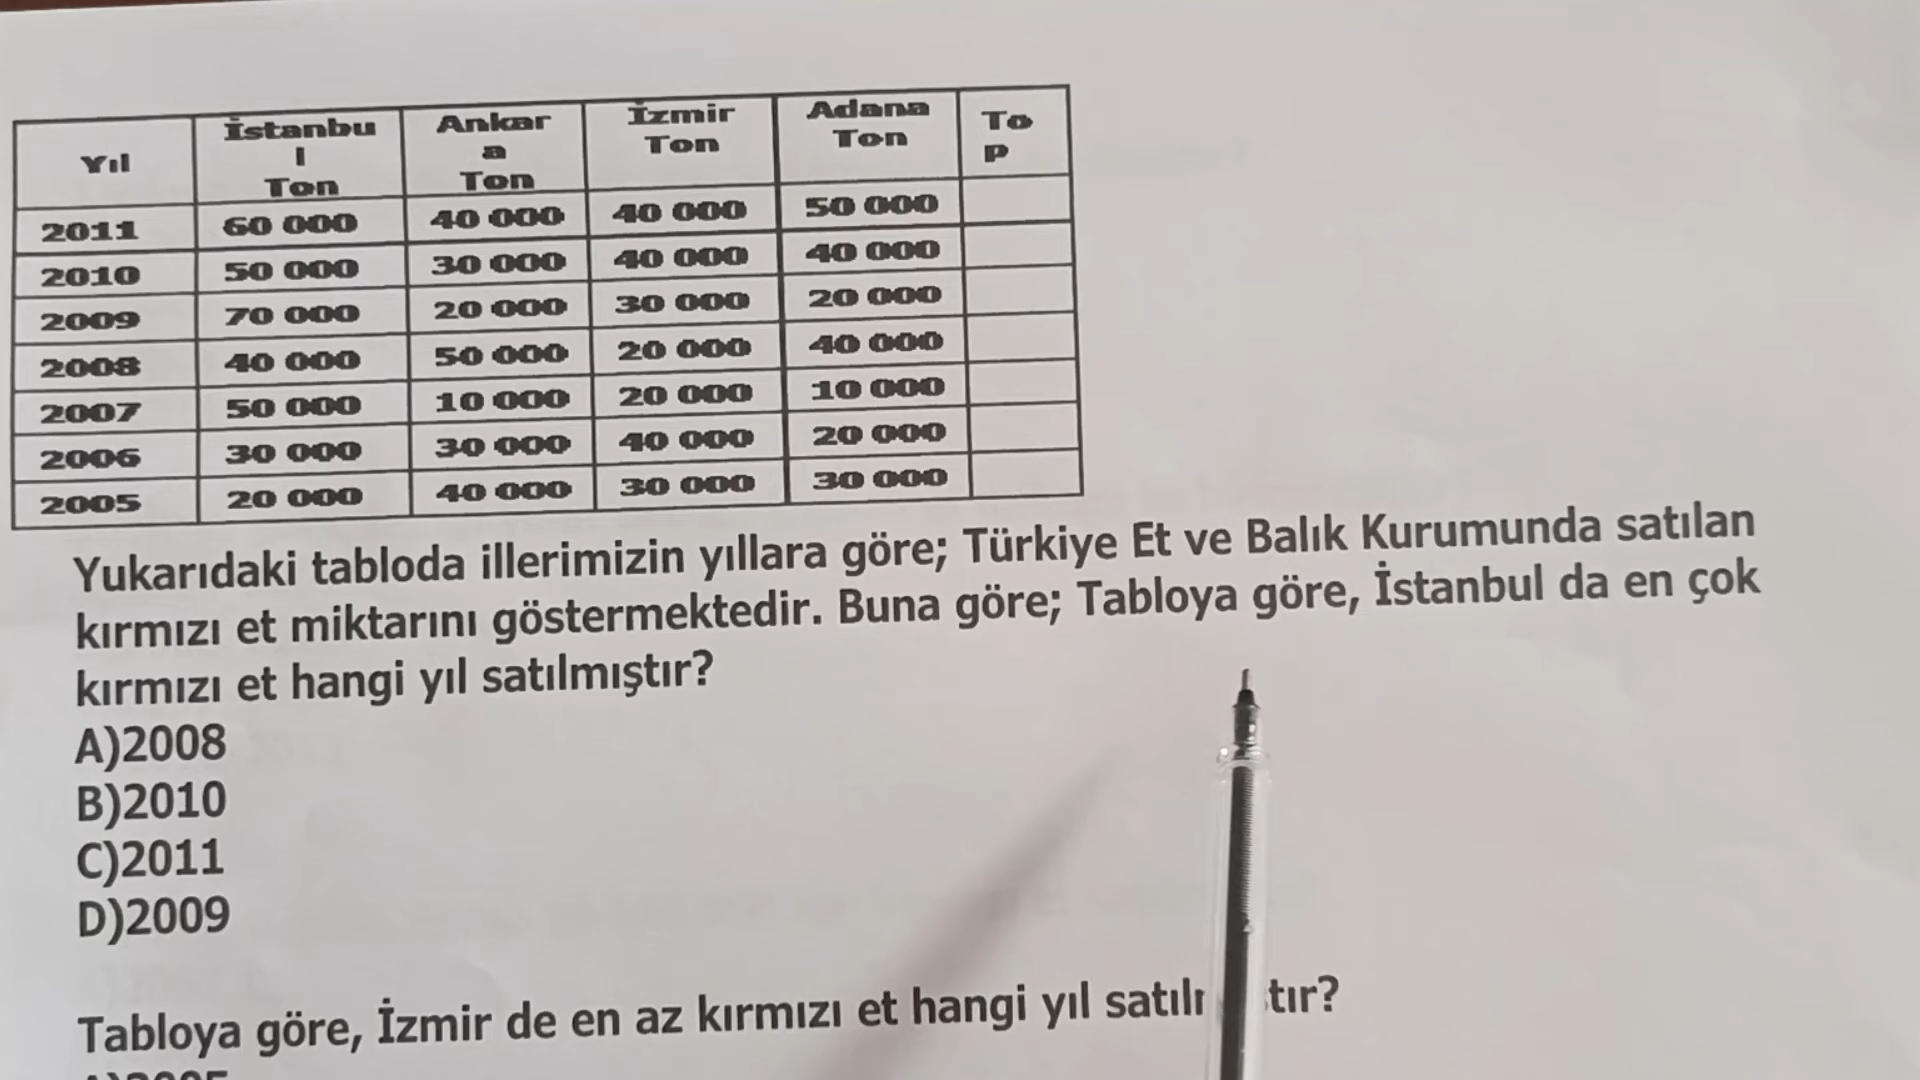 Yıl İstanbu
l
Ton Ankar
a
Ton İzmir
Ton Adana
Ton To
p
2011 60 000 40 000 40 000 50 000
2010 50 000 30 000 40 000 40 000
2009 70 000 20 000 30 000 20 000
2008 40 000 50 000 20 000 40 000
2007 50 000 10 000 20 000 10 000
2006 30 000 30 000 40 000 20 000
2005 20 000 40 000 30 000 30 000
Yukarıdaki tabloda illerimizin yıllara göre; Türkiye Et ve Balık Kurumunda satılan
kırmızı et miktarını göstermektedir. Buna göre; Tabloya göre, İstanbul da en çok
kırmızı et hangi yıl satılmıştır?
A)2008
B)2010
C)2011
D)2009
Tabloya göre, İzmir de en az kırmızı et hangi yıl